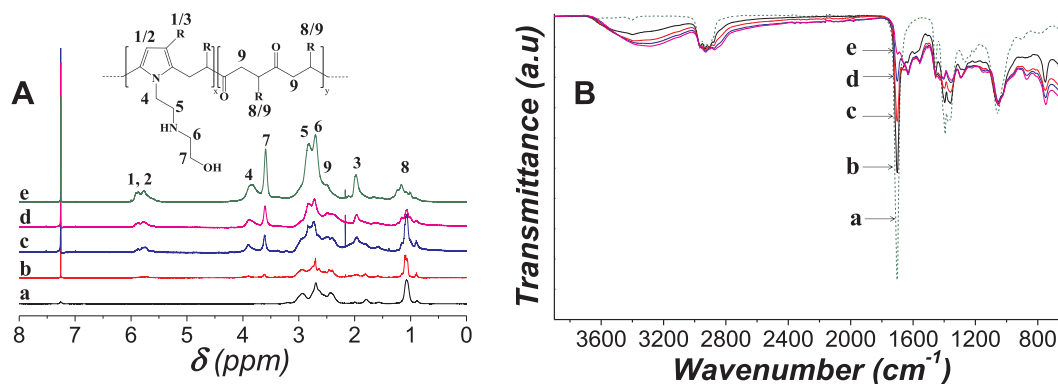 A
1/3
R
1/2
R
9
O
8/9
R
N
x
O
R
9
y
4
8/9
5
HN
6
7
OH
5
6
7
9
3
4
8
1, 2
e
d
c
b
a
8 7 6 5 4 3 2 1 0
δ (ppm)
B
Transmittance (a.u)
e
d
c
b
a
3600 3200 2800 2400 2000 1600 1200 800
Wavenumber (cm-1)